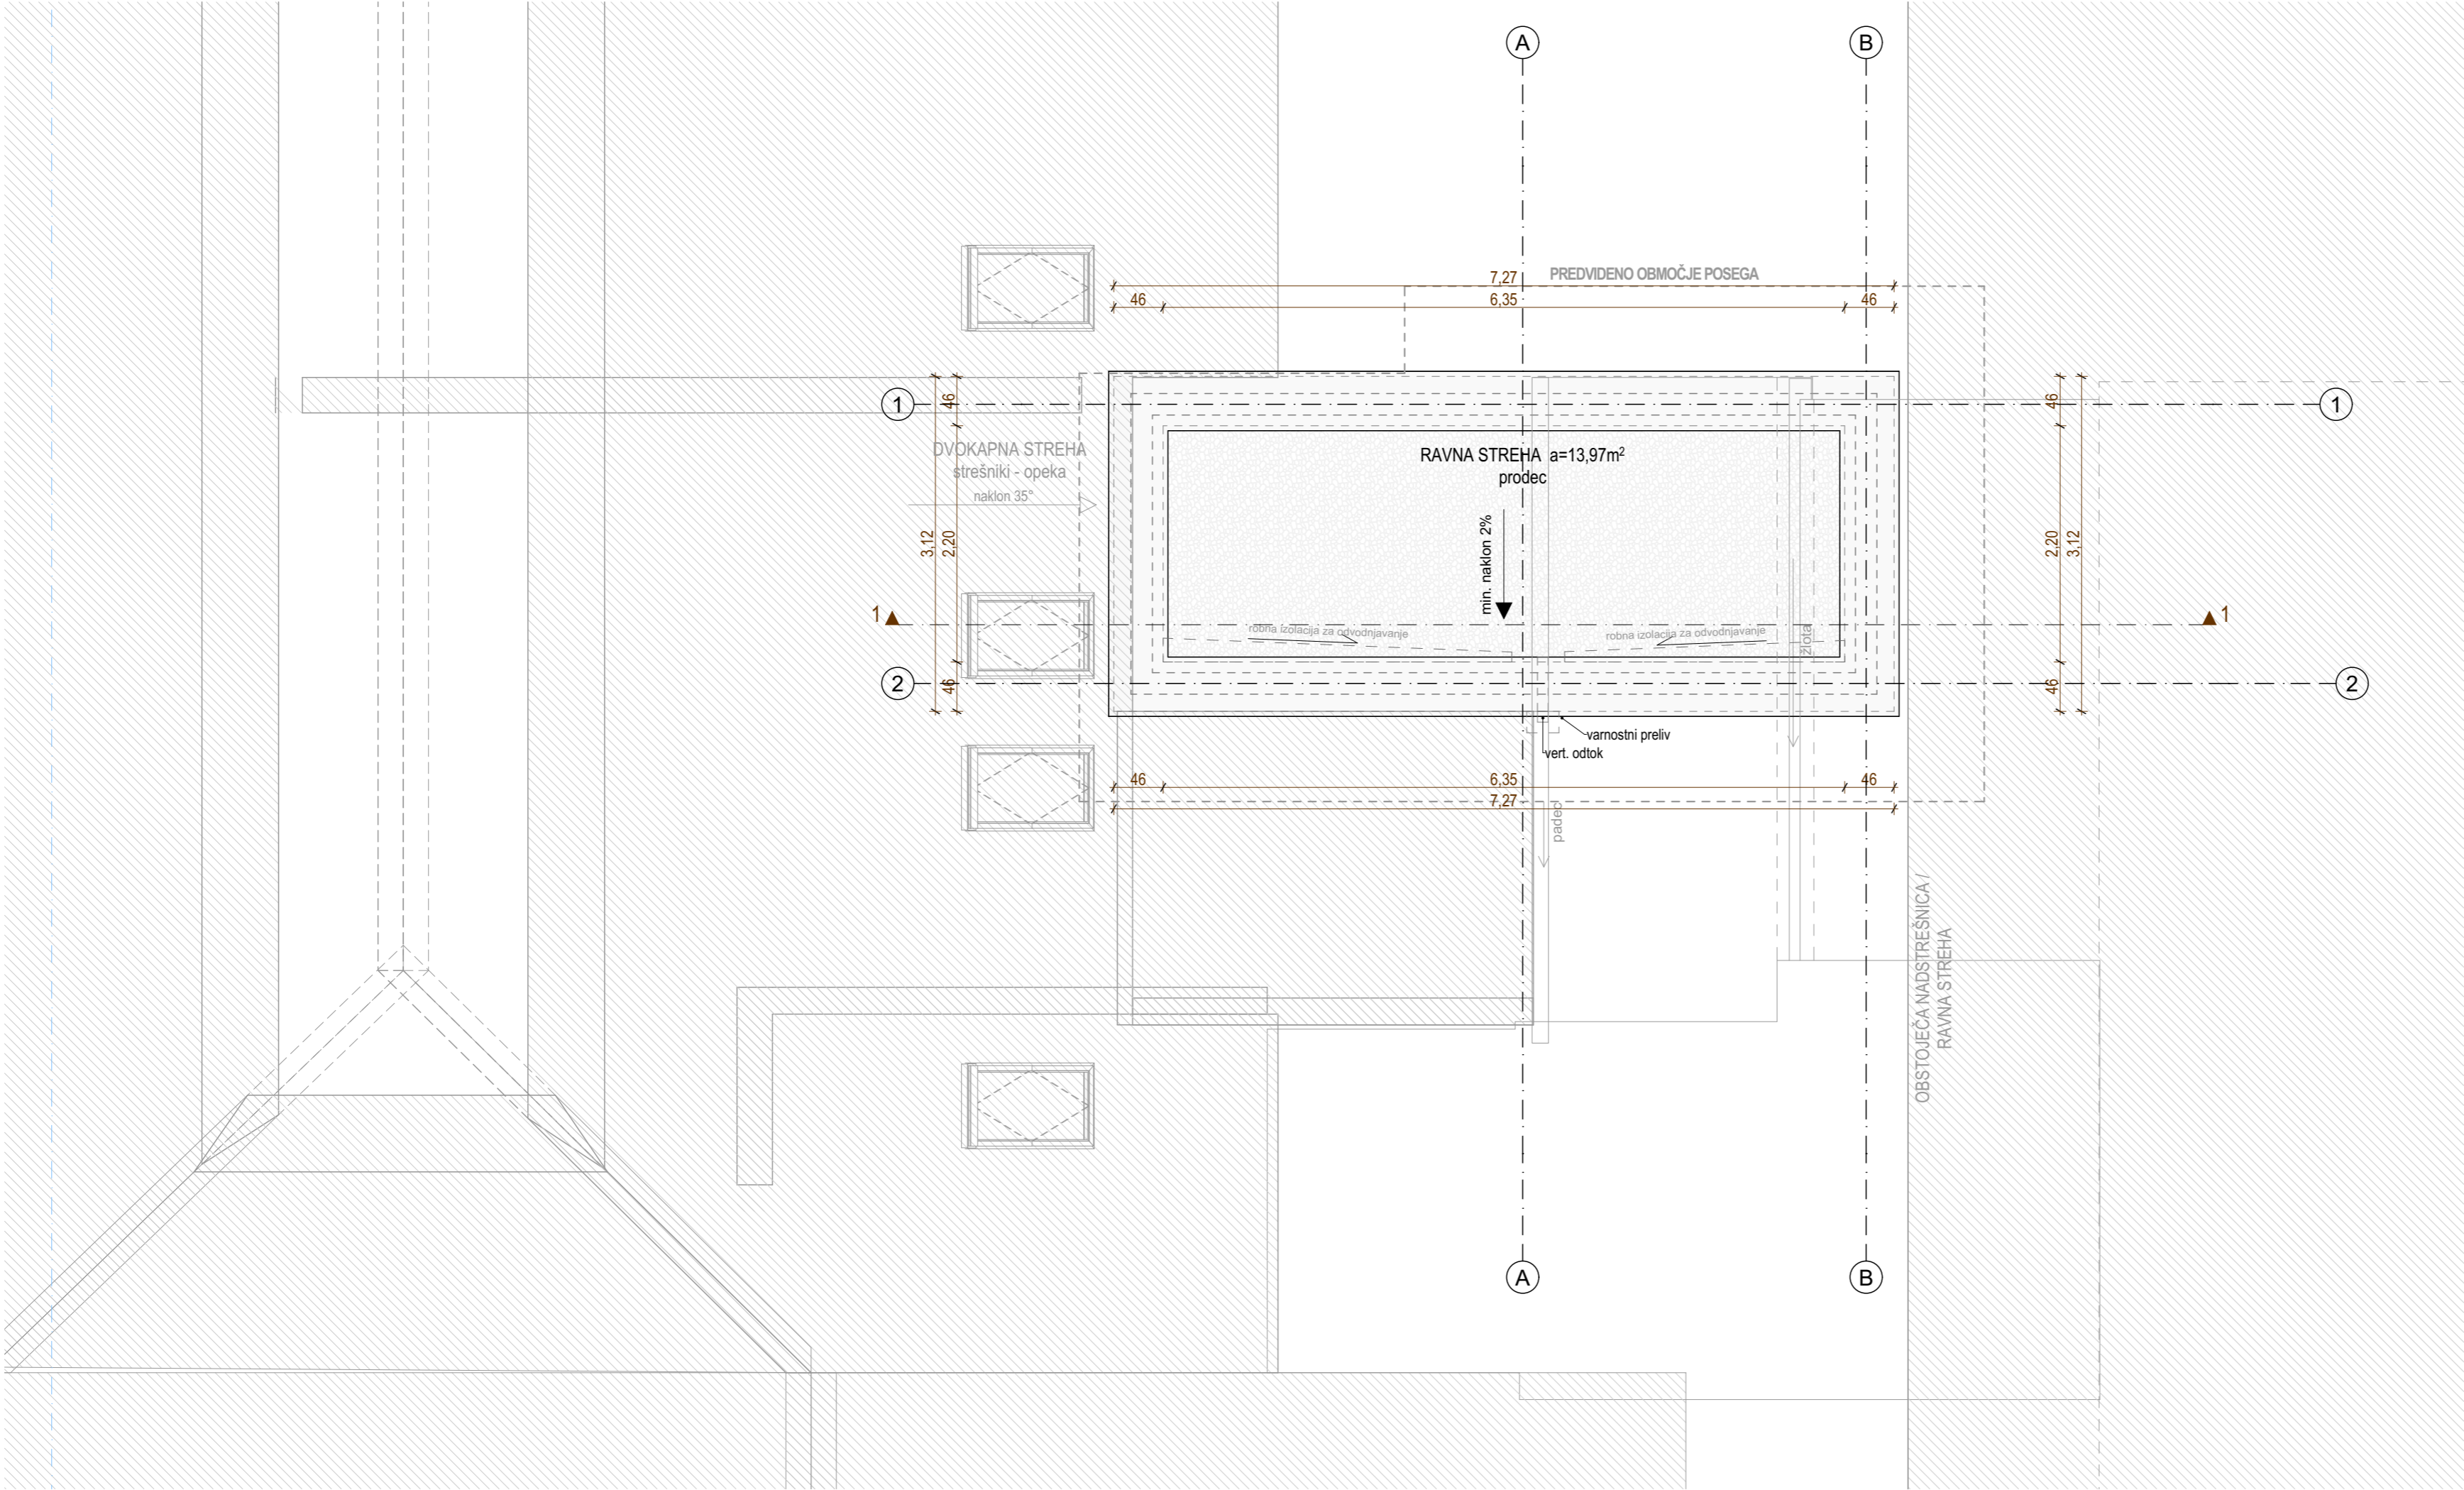 A
B
7,27
PREDVIDENO OBMOČJE POSEGA
46
6,35
46
1
46
46
1
DVOKAPNA STREHA
strešniki - opeka
naklon 35°
RAVNA STREHA a=13,97m²
prodec
3,12
2,20
min. naklon 2%
2,20
3,12
1
robna izolacija za odvodnjavanje
robna izolacija za odvodnjavanje
žlota
1
2
46
46
2
varnostni preliv
vert. odtok
46
6,35
46
7,27
padec
OBSTOJEČA NADSTREŠNICA /
RAVNA STREHA
A
B